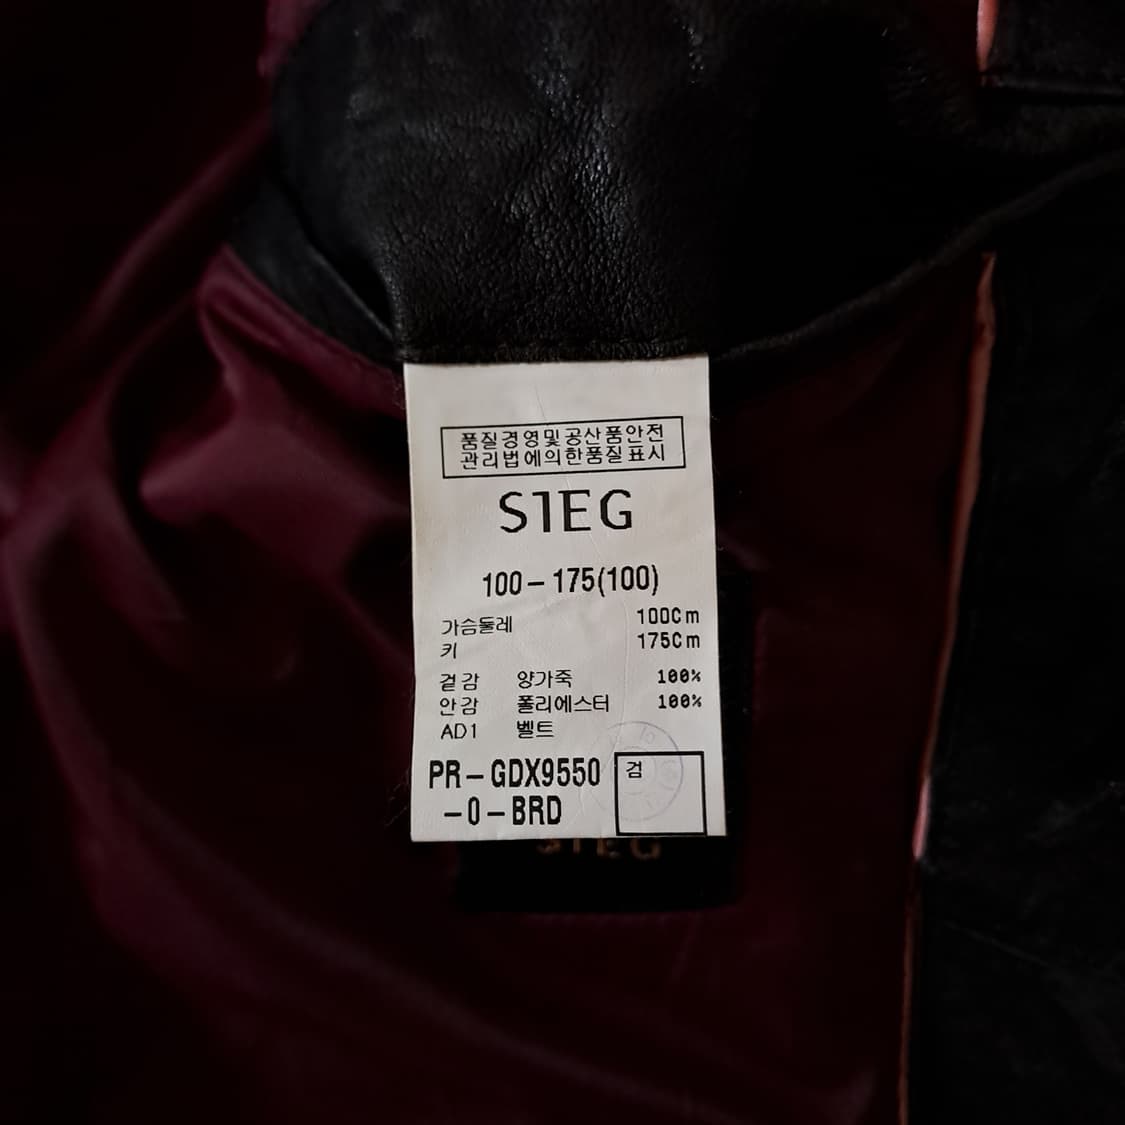 품질경영및공산품안전
관리법에의한품질표시
SIEG
100-175(100)
가슴둘레 100Cm
키 175Cm
겉감 양가죽 100%
안감 폴리에스터 100%
AD1 벨트
PR-GDX9550
-0-BRD
검
SIEG